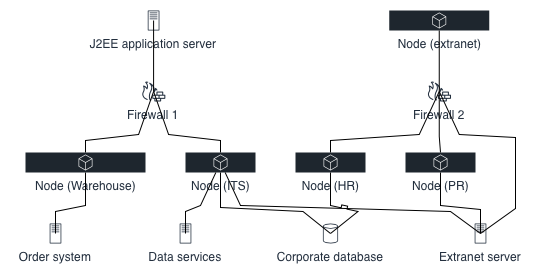 J2EE application server
Node (extranet)
Firewall 1
Firewall 2
Node (Warehouse)
Node (ITS)
Node (HR)
Node (PR)
Order system
Data services
Corporate database
Extranet server